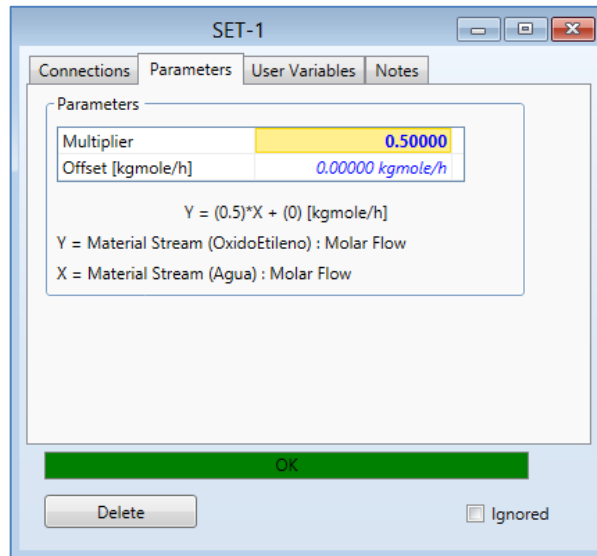 SET-1
Connections Parameters User Variables Notes
Parameters
Multiplier 0.50000
Offset [kgmole/h] 0.00000 kgmole/h
Y = (0.5)*X + (0) [kgmole/h]
Y = Material Stream (OxidoEtileno) : Molar Flow
X = Material Stream (Agua) : Molar Flow
OK
Delete Ignored